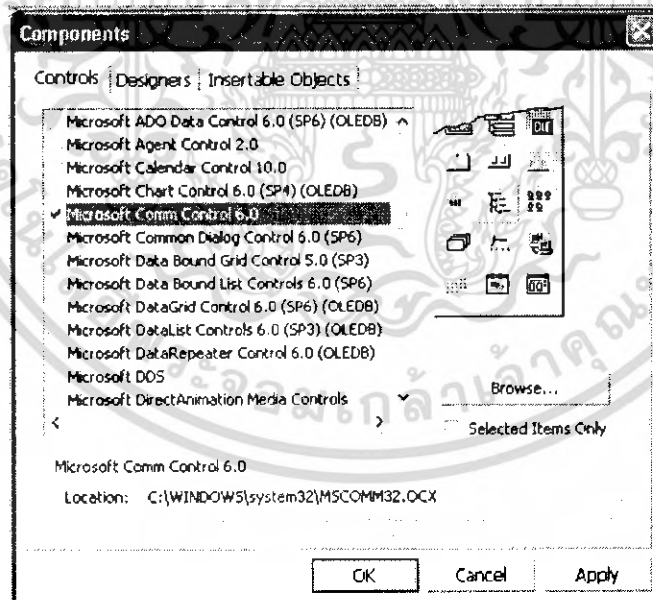 Components
Controls Designers Insertable Objects
Microsoft ADO Data Control 6.0 (SP6) (OLEDB)
Microsoft Agent Control 2.0
Microsoft Calendar Control 10.0
Microsoft Chart Control 6.0 (SP4) (OLEDB)
Microsoft Comm Control 6.0
Microsoft Common Dialog Control 6.0 (SP6)
Microsoft Data Bound Grid Control 5.0 (SP3)
Microsoft Data Bound List Controls 6.0 (SP6)
Microsoft DataGrid Control 6.0 (SP6) (OLEDB)
Microsoft DataList Controls 6.0 (SP3) (OLEDB)
Microsoft DataRepeater Control 6.0 (OLEDB)
Microsoft DDS
Microsoft DirectAnimation Media Controls
Browse...
Selected Items Only
Microsoft Comm Control 6.0
Location: C:\WINDOWS\system32\MSCOMM32.OCX
OK Cancel Apply